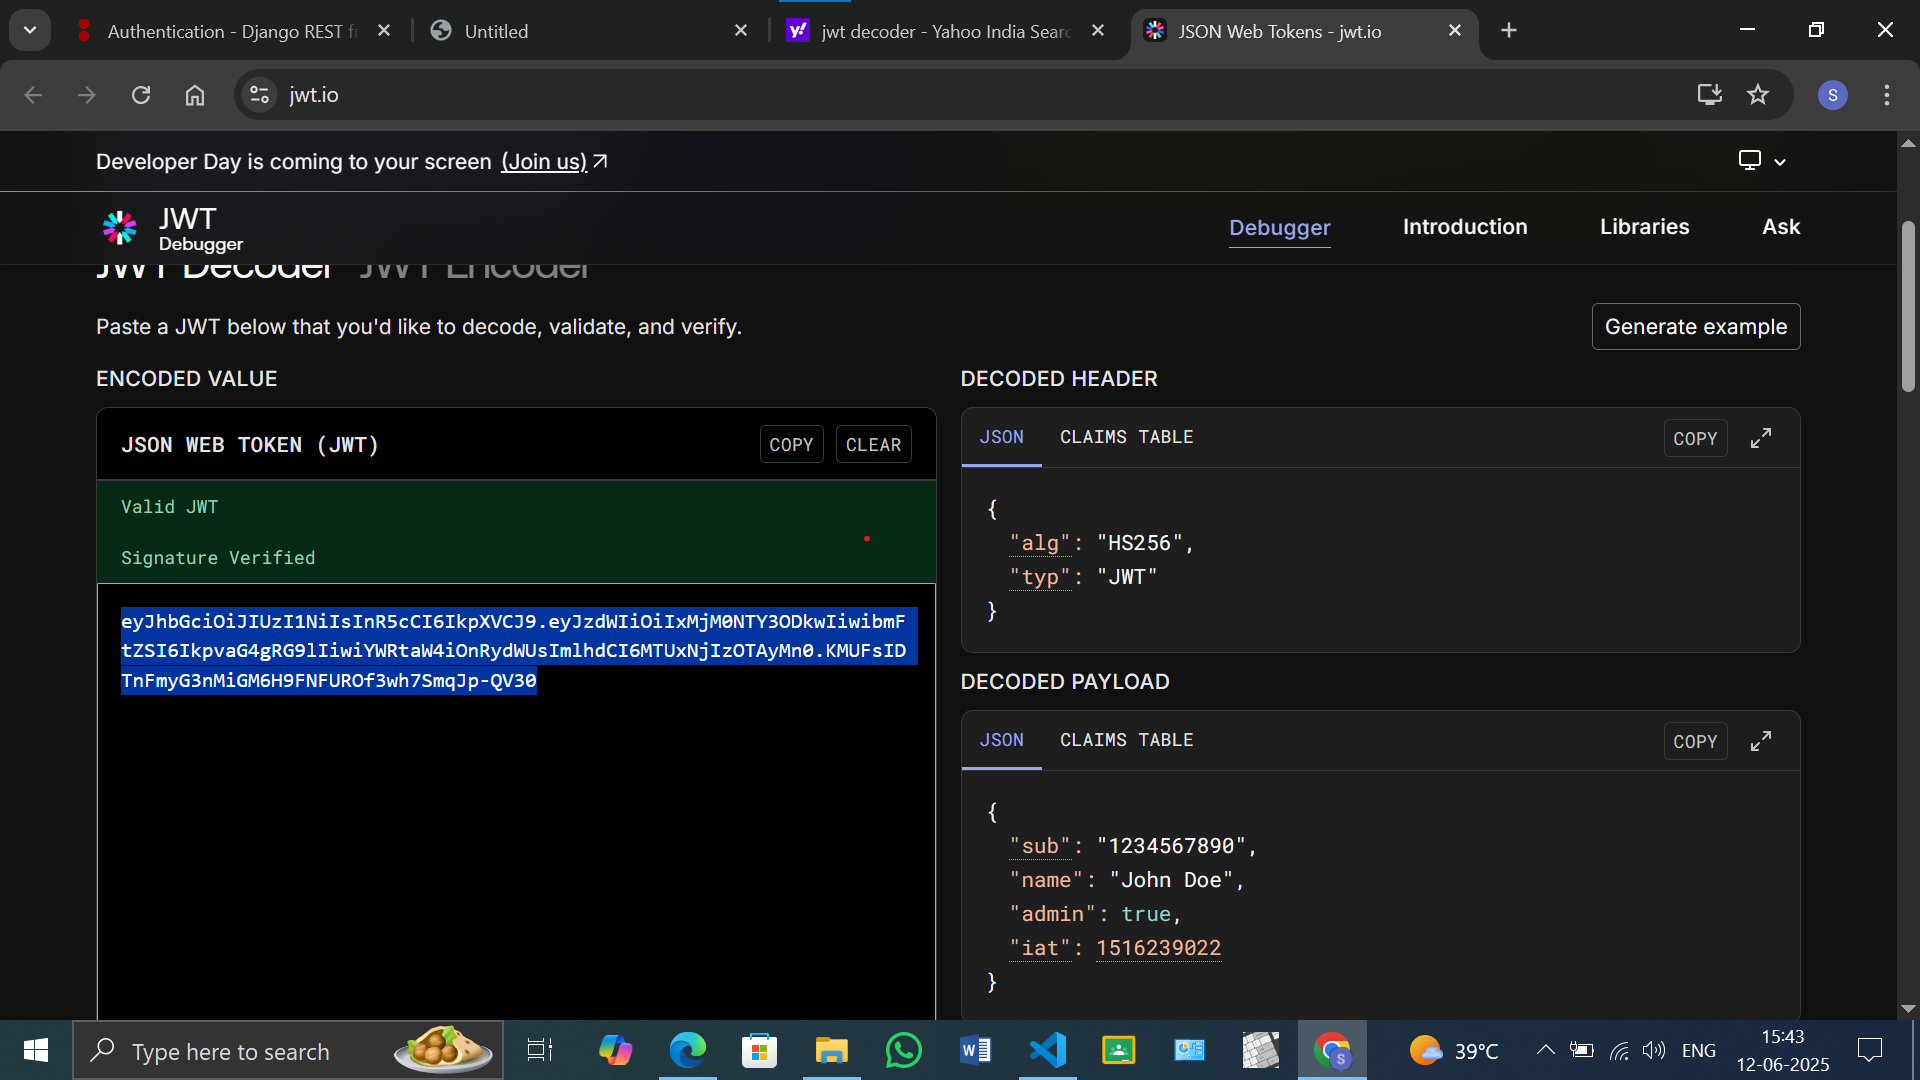 Authentication - Django REST fr
Untitled
jwt decoder - Yahoo India Searc
JSON Web Tokens - jwt.io
jwt.io
S
Developer Day is coming to your screen (Join us)
JWT
Debugger
Debugger
Introduction
Libraries
Ask
JWT Decoder
JWT Encoder
Paste a JWT below that you'd like to decode, validate, and verify.
Generate example
ENCODED VALUE
JSON WEB TOKEN (JWT)
COPY
CLEAR
Valid JWT
Signature Verified
eyJhbGciOiJIUzI1NiIsInR5cCI6IkpXVCJ9.eyJzdWIiOiIxMjM0NTY3ODkwIiwibmF
tZSI6IkpvaG4gRG9lIiwiYWRtaW4iOnRydWUsImlhdCI6MTUxNjIzOTAyMn0.KMUFsID
TnFmyG3nMiGM6H9FNFUROf3wh7SmqJp-QV30
DECODED HEADER
JSON
CLAIMS TABLE
COPY
{
"alg": "HS256",
"typ": "JWT"
}
DECODED PAYLOAD
JSON
CLAIMS TABLE
COPY
{
"sub": "1234567890",
"name": "John Doe",
"admin": true,
"iat": 1516239022
}
Type here to search
39°C
ENG
15:43
12-06-2025